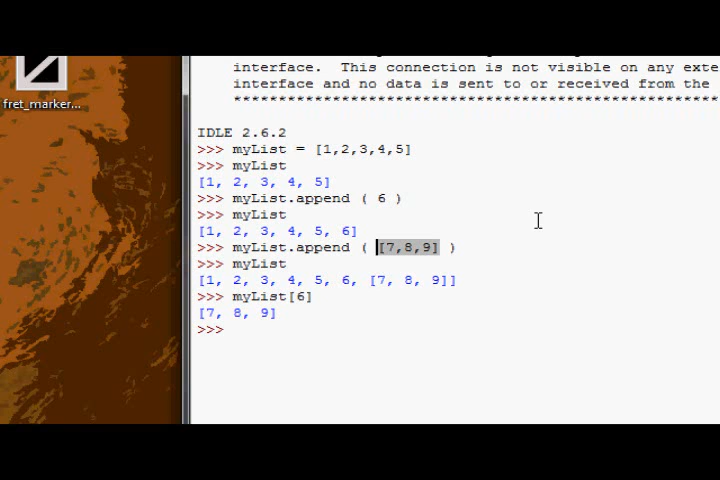 fret_marker...
interface.  This connection is not visible on any exte
interface and no data is sent to or received from the
****************************************************
IDLE 2.6.2
>>> myList = [1,2,3,4,5]
>>> myList
[1, 2, 3, 4, 5]
>>> myList.append ( 6 )
>>> myList
[1, 2, 3, 4, 5, 6]
>>> myList.append ( [7,8,9] )
>>> myList
[1, 2, 3, 4, 5, 6, [7, 8, 9]]
>>> myList[6]
[7, 8, 9]
>>>